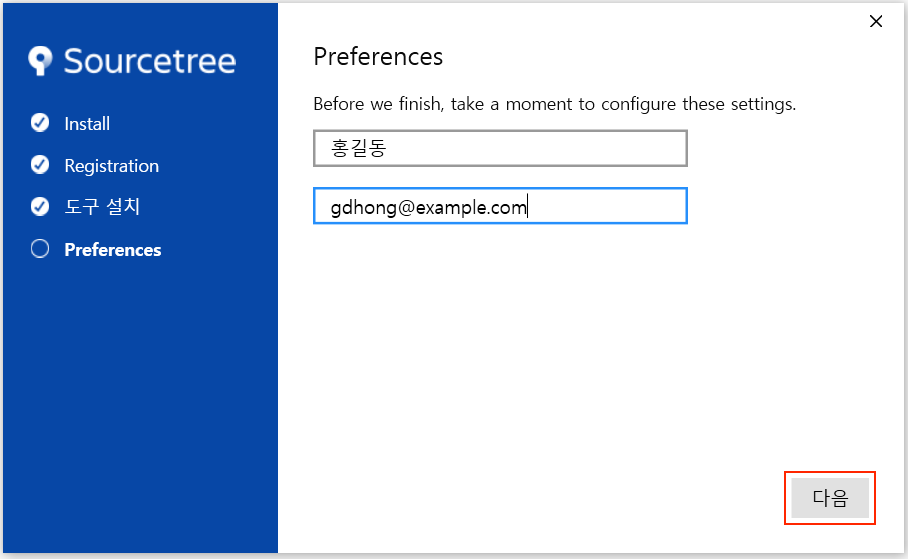 Sourcetree
Install
Registration
도구 설치
Preferences
Preferences
Before we finish, take a moment to configure these settings.
홍길동
gdhong@example.com
다음